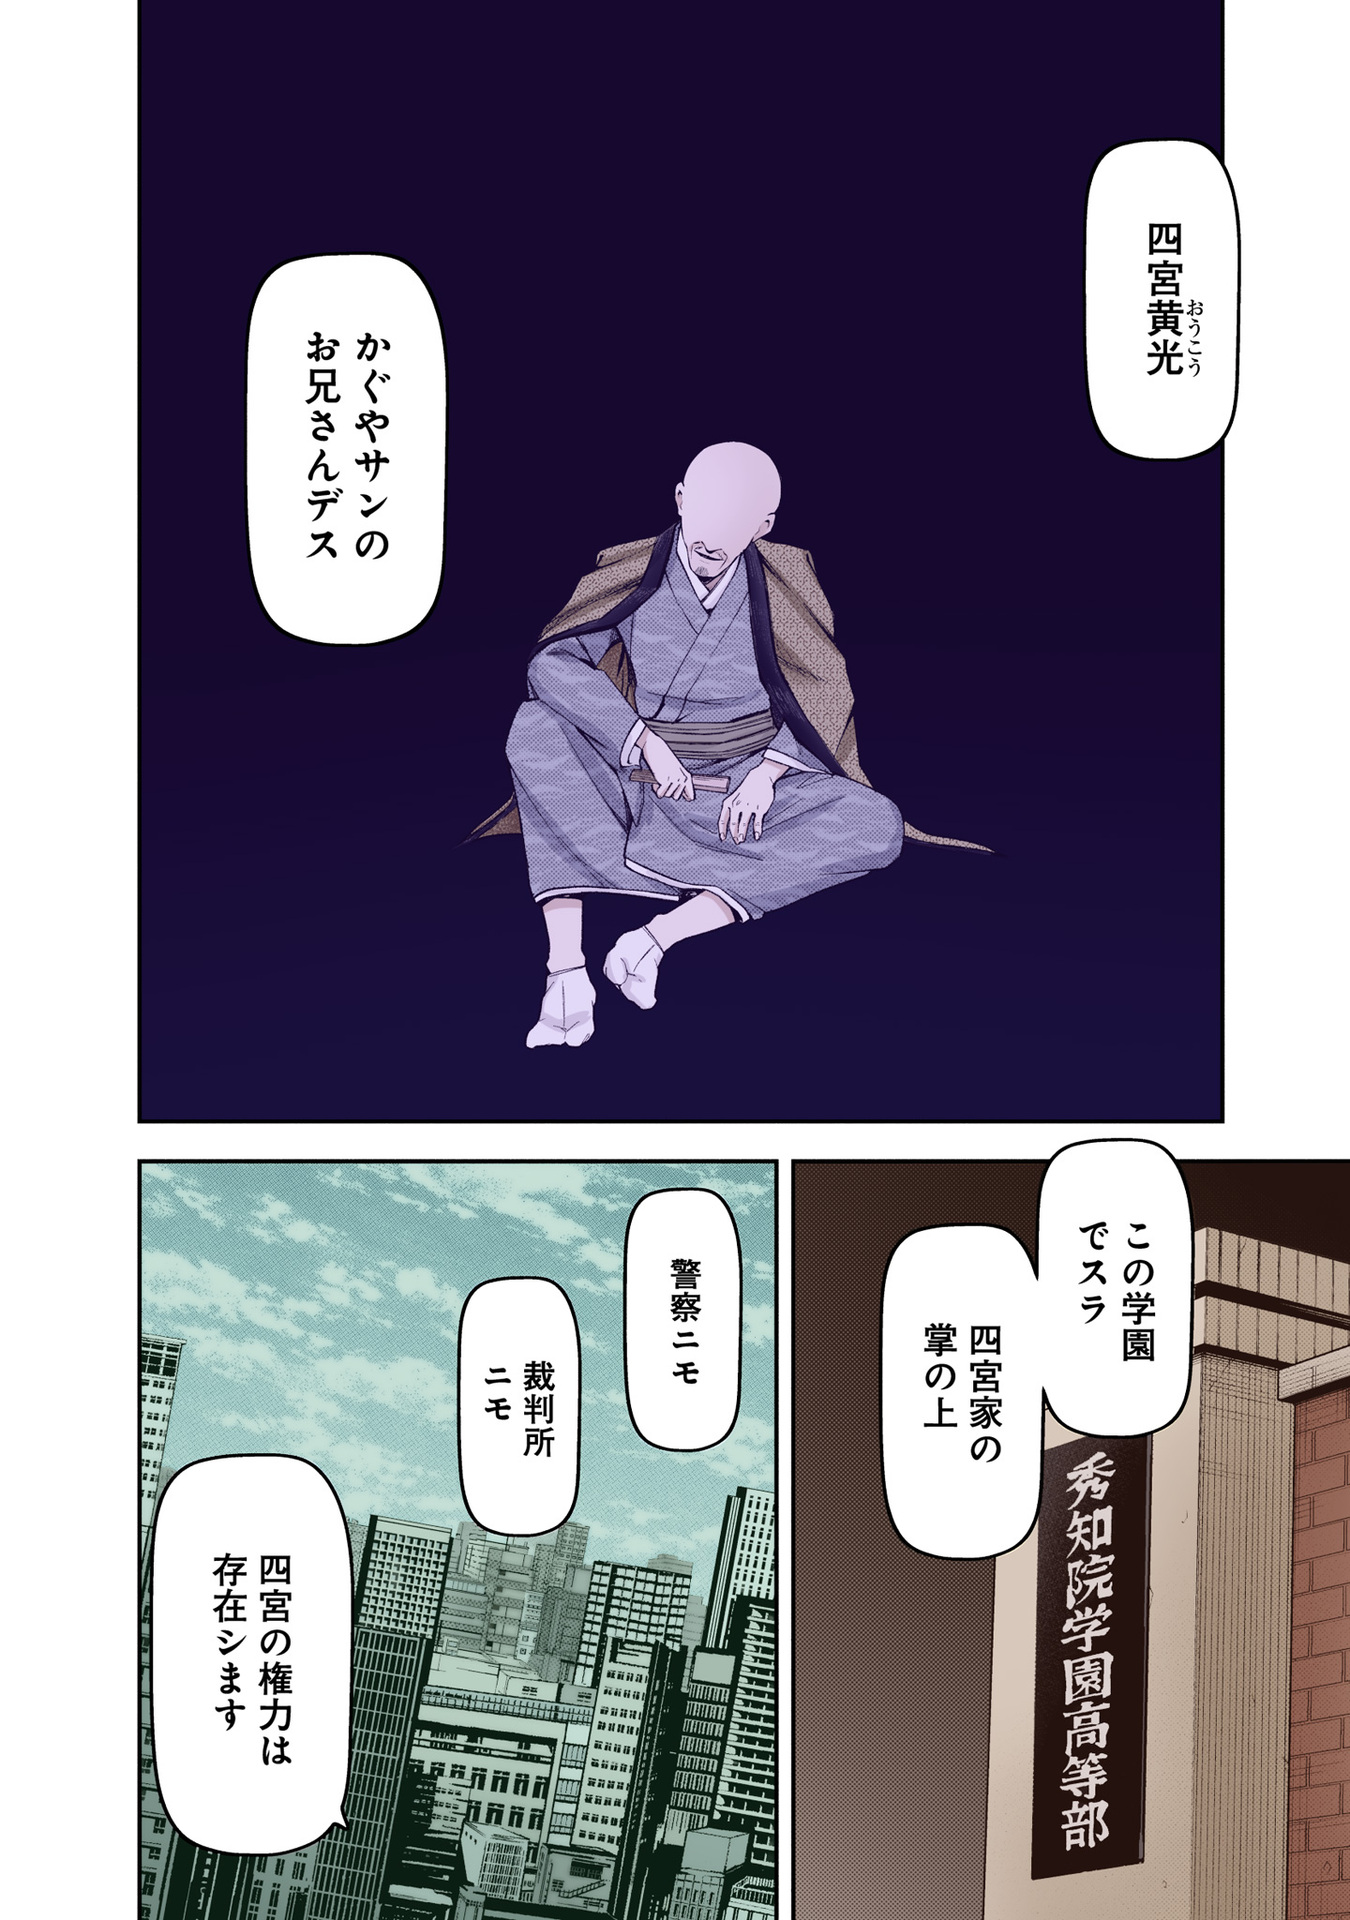 四宮黄光
おうこう
かぐやサンの
お兄さんデス
この学園
でスラ
四宮家の
掌の上
秀知院学園高等部
警察ニモ
裁判所
ニモ
四宮の権力は
存在シます